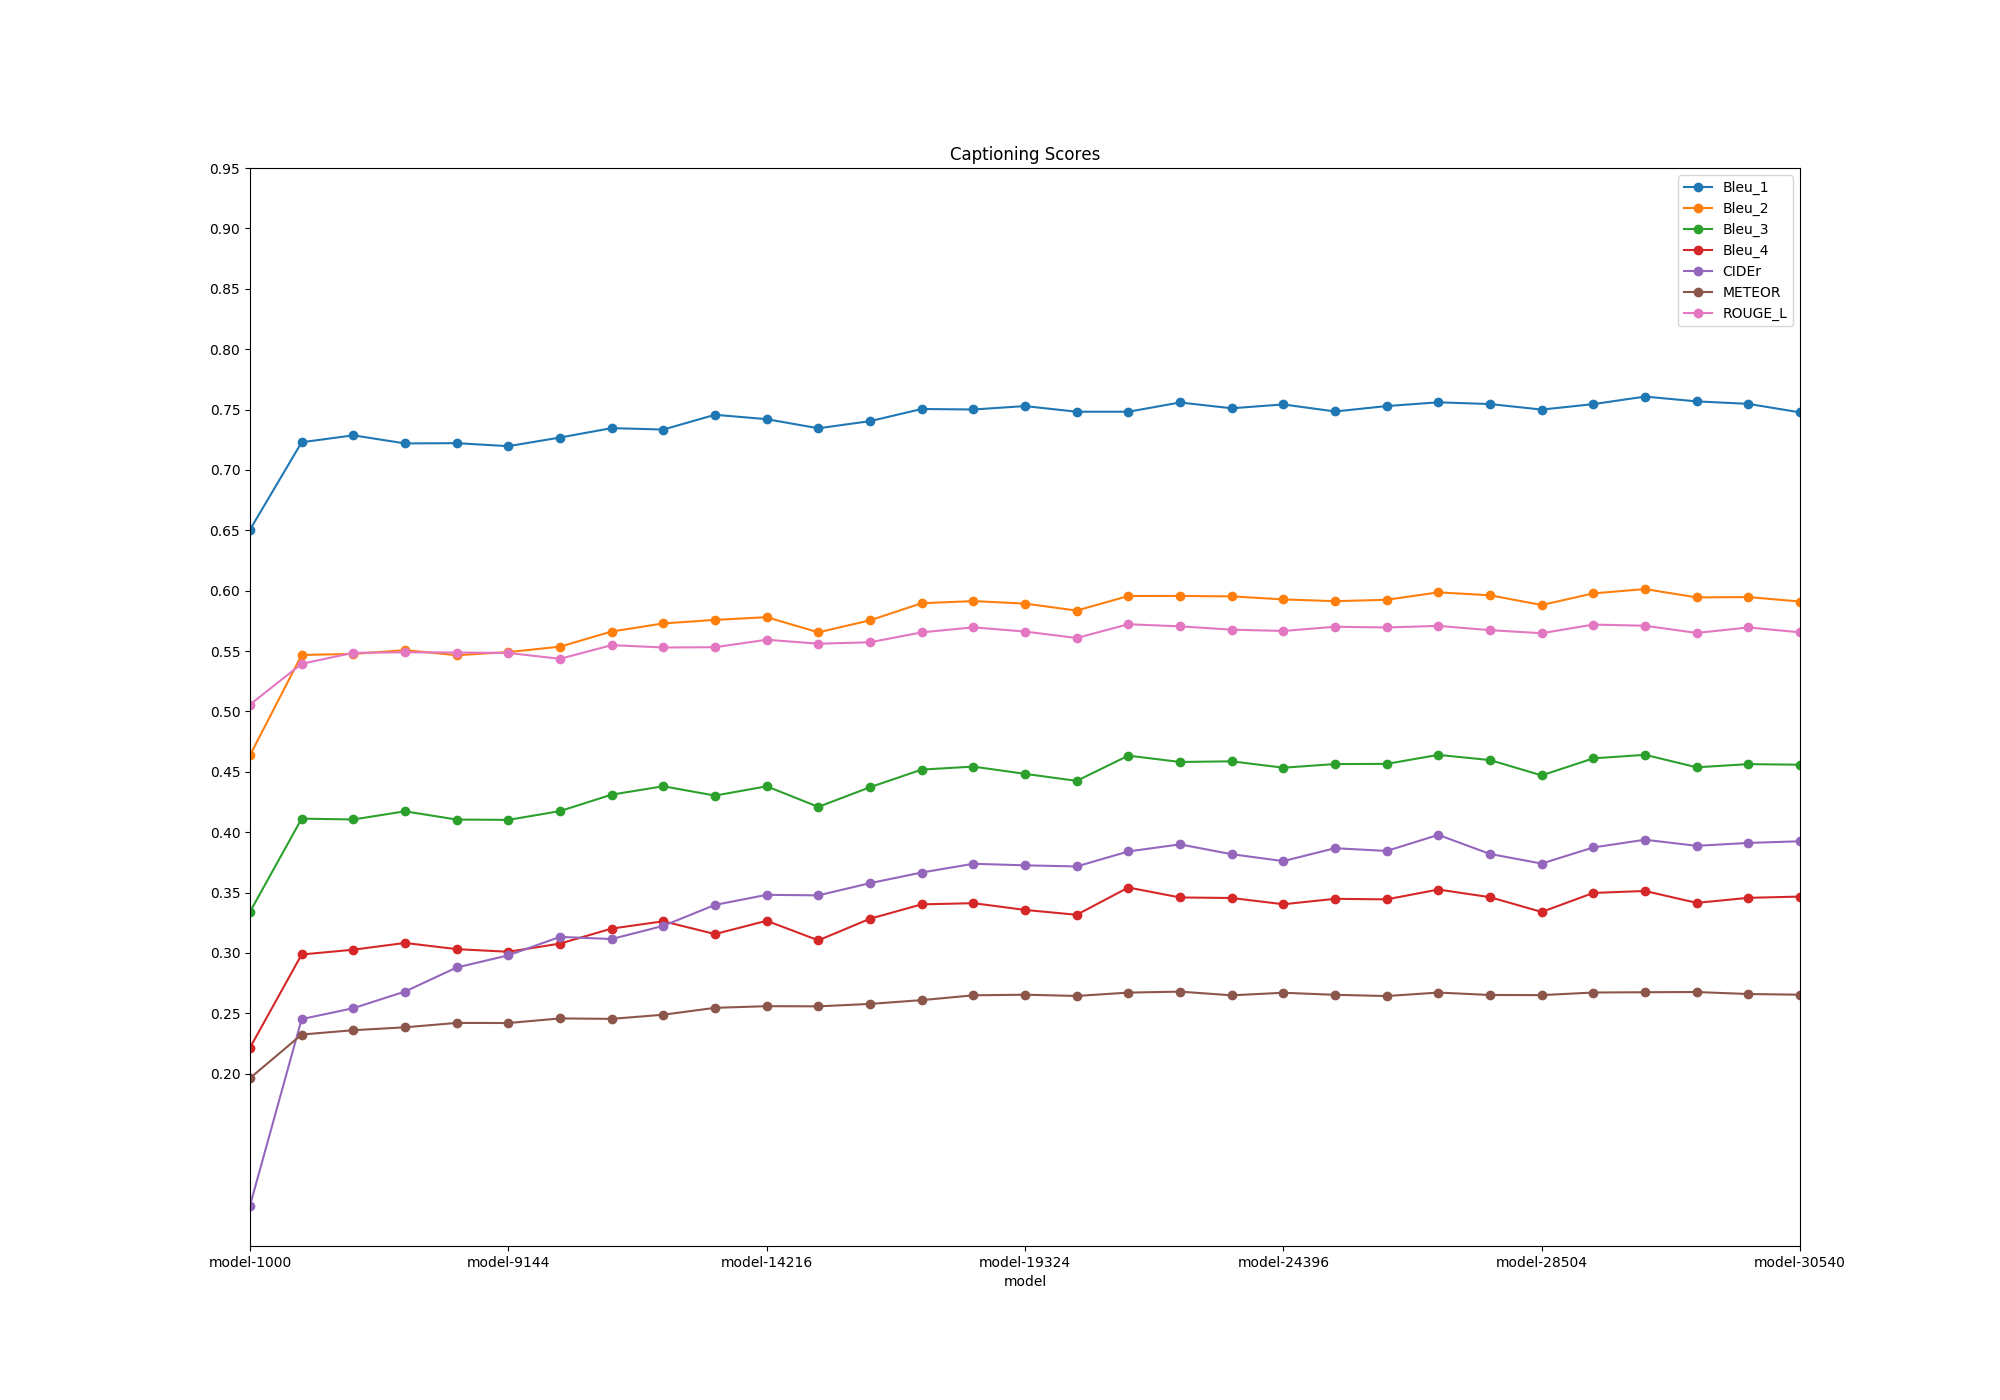 Captioning Scores
0.95
0.90
0.85
0.80
0.75
0.70
0.65
0.60
0.55
0.50
0.45
0.40
0.35
0.30
0.25
0.20
Bleu_1
Bleu_2
Bleu_3
Bleu_4
CIDEr
METEOR
ROUGE_L
model-1000 model-9144 model-14216 model-19324 model-24396 model-28504 model-30540
model